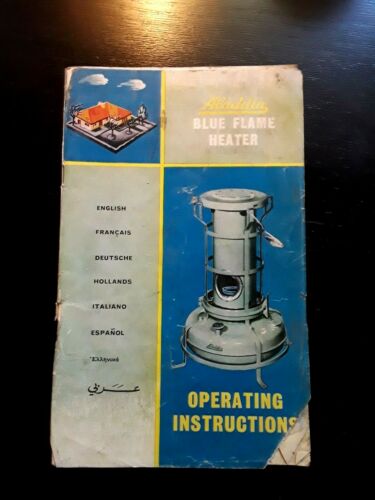 Aladdin
BLUE FLAME
HEATER
ENGLISH
FRANÇAIS
DEUTSCHE
HOLLANDS
ITALIANO
ESPAÑOL
Ἑλληνικά
عربي
OPERATING
INSTRUCTIONS